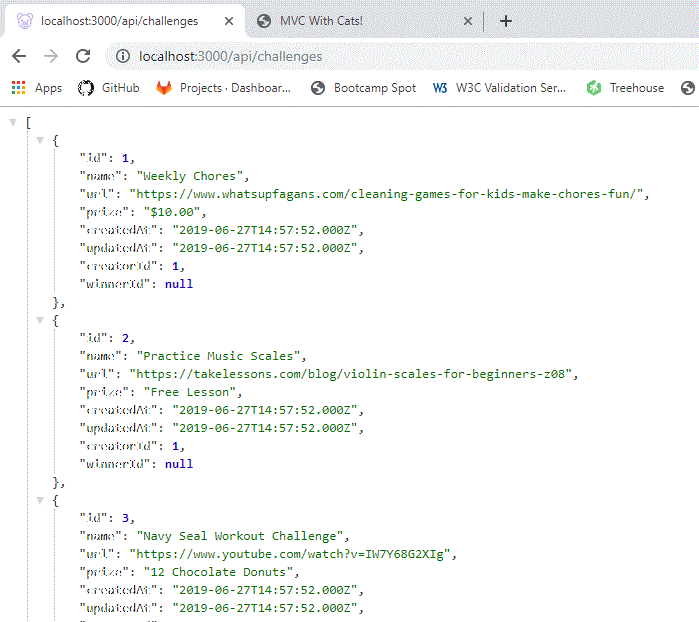 localhost:3000/api/challenges
MVC With Cats!
localhost:3000/api/challenges
Apps GitHub Projects · Dashboar... Bootcamp Spot W3C Validation Ser... Treehouse
[
{
"id": 1,
"name": "Weekly Chores",
"url": "https://www.whatsupfagans.com/cleaning-games-for-kids-make-chores-fun/",
"prize": "$10.00",
"createdAt": "2019-06-27T14:57:52.000Z",
"updatedAt": "2019-06-27T14:57:52.000Z",
"creatorId": 1,
"winnerId": null
},
{
"id": 2,
"name": "Practice Music Scales",
"url": "https://takelessons.com/blog/violin-scales-for-beginners-z08",
"prize": "Free Lesson",
"createdAt": "2019-06-27T14:57:52.000Z",
"updatedAt": "2019-06-27T14:57:52.000Z",
"creatorId": 1,
"winnerId": null
},
{
"id": 3,
"name": "Navy Seal Workout Challenge",
"url": "https://www.youtube.com/watch?v=IW7Y68G2XIg",
"prize": "12 Chocolate Donuts",
"createdAt": "2019-06-27T14:57:52.000Z",
"updatedAt": "2019-06-27T14:57:52.000Z",